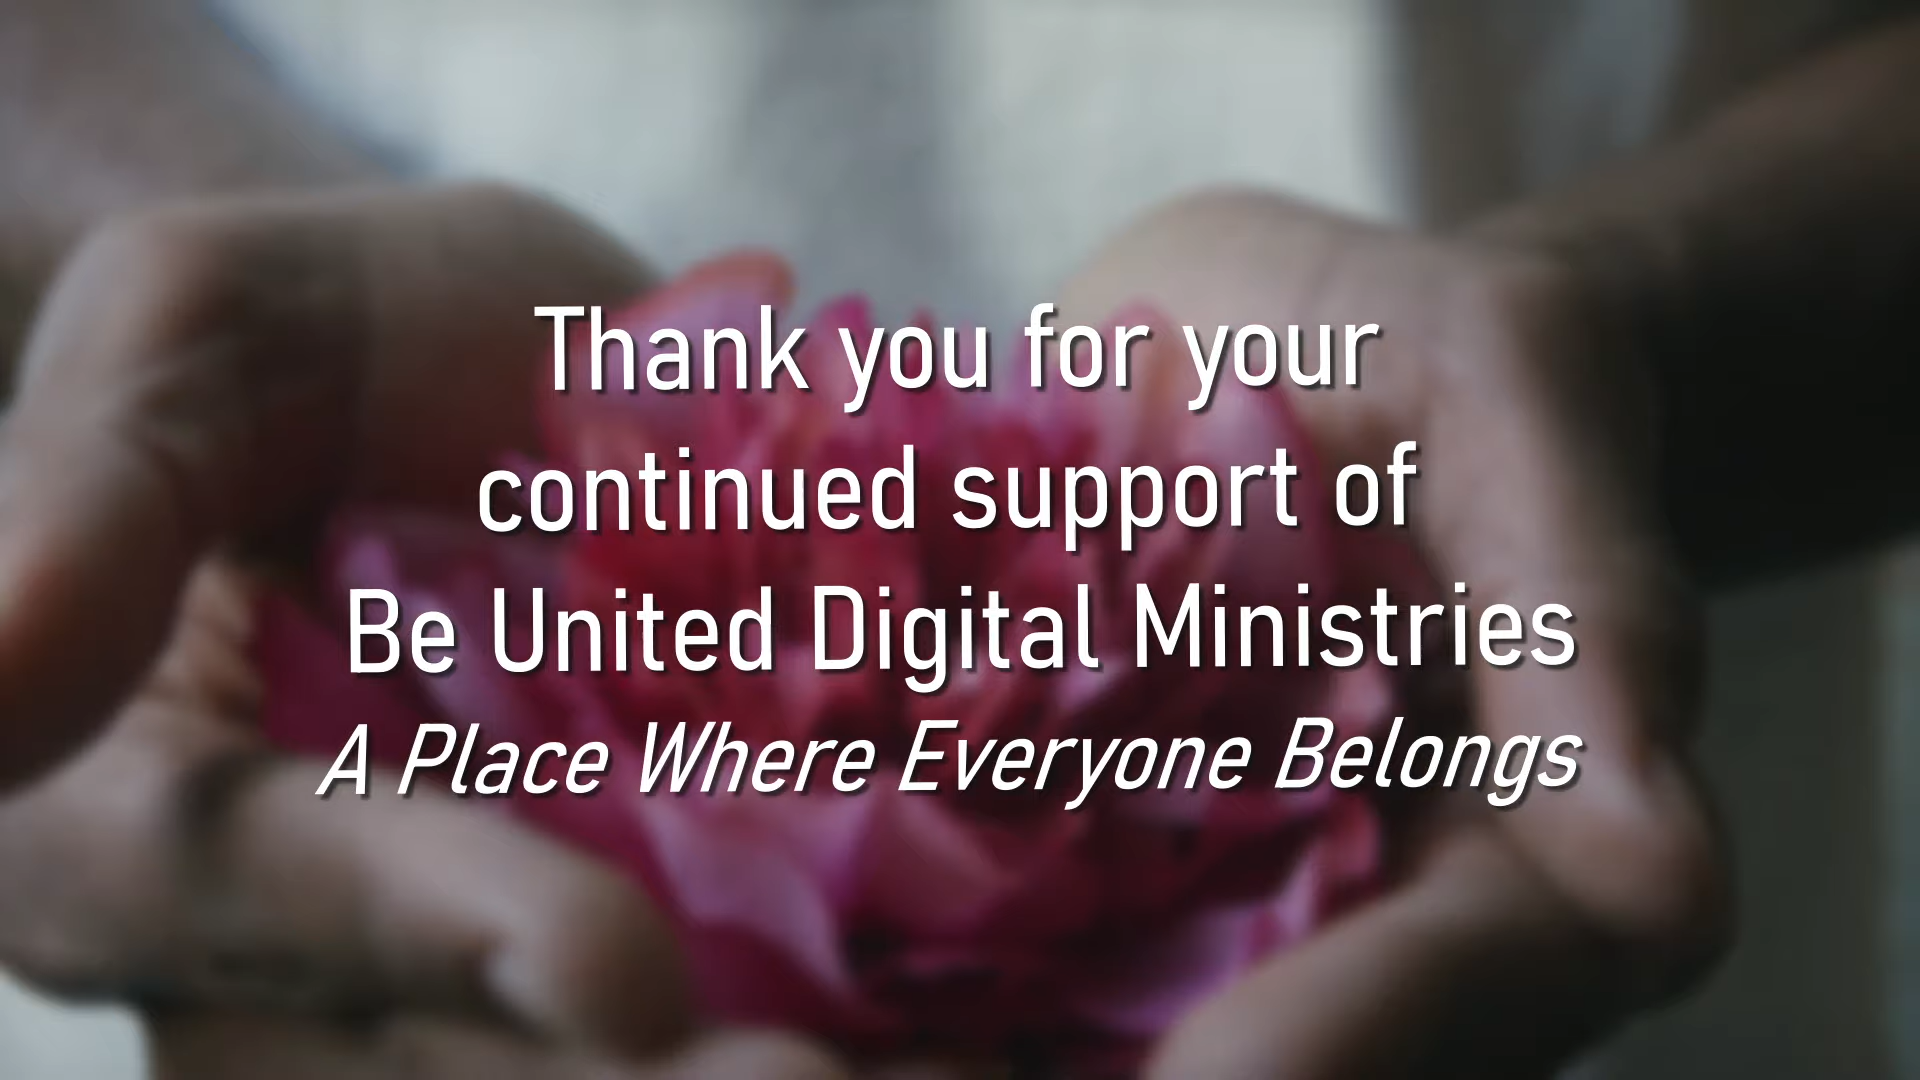 Thank you for your
continued support of
Be United Digital Ministries
A Place Where Everyone Belongs